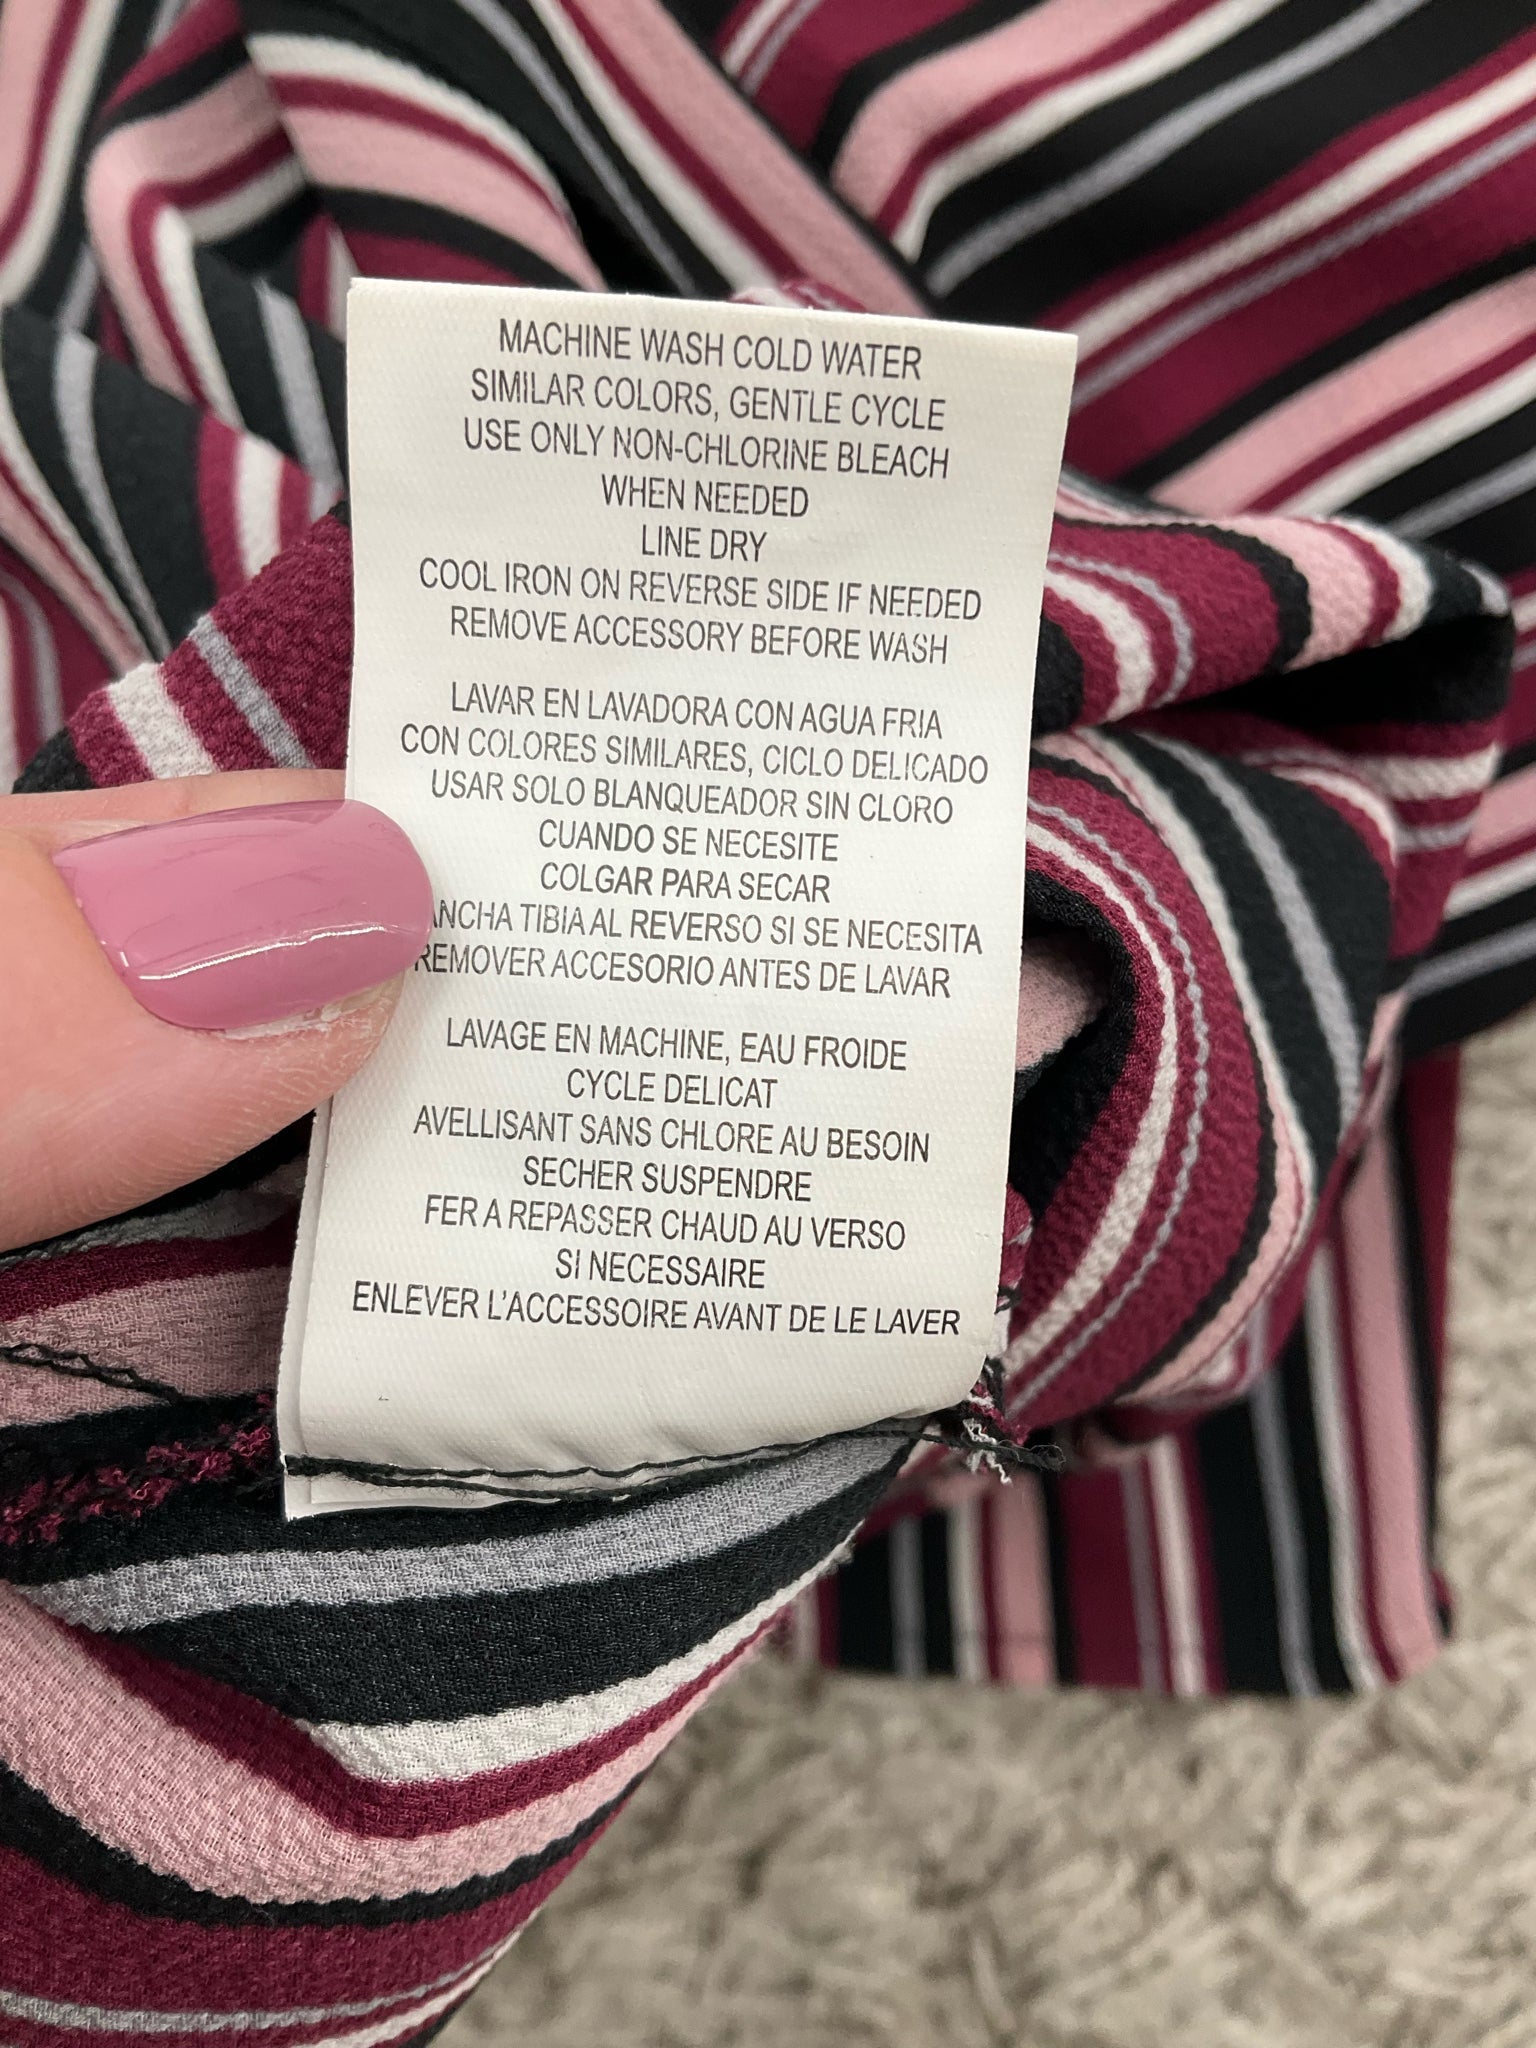 MACHINE WASH COLD WATER
SIMILAR COLORS, GENTLE CYCLE
USE ONLY NON-CHLORINE BLEACH
WHEN NEEDED
LINE DRY
COOL IRON ON REVERSE SIDE IF NEEDED
REMOVE ACCESSORY BEFORE WASH
LAVAR EN LAVADORA CON AGUA FRIA
CON COLORES SIMILARES, CICLO DELICADO
USAR SOLO BLANQUEADOR SIN CLORO
CUANDO SE NECESITE
COLGAR PARA SECAR
TIBIA AL REVERSO SI SE NECESITA
REMOVER ACCESORIO ANTES DE LAVAR
LAVAGE EN MACHINE, EAU FROIDE
CYCLE DELICAT
AVELLISANT SANS CHLORE AU BESOIN
SECHER SUSPENDRE
FER A REPASSER CHAUD AU VERSO
SI NECESSAIRE
ENLEVER L'ACCESSOIRE AVANT DE LE LAVER